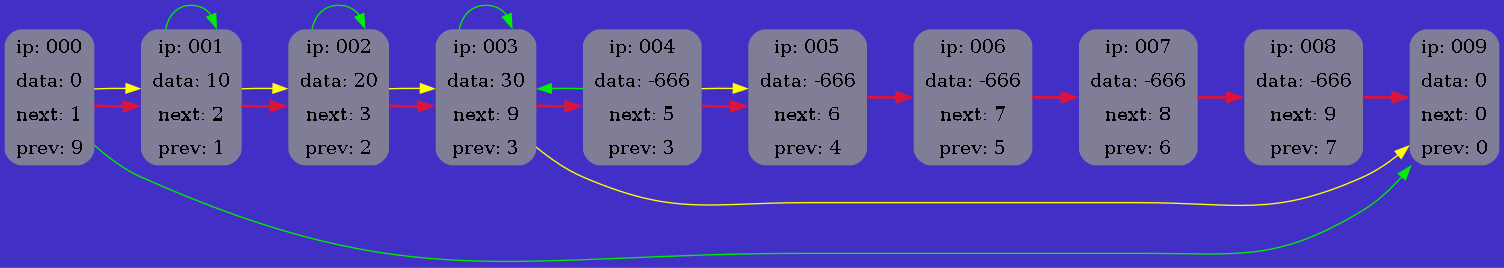 ip: 000
data: 0
next: 1
prev: 9
ip: 001
data: 10
next: 2
prev: 1
ip: 002
data: 20
next: 3
prev: 2
ip: 003
data: 30
next: 9
prev: 3
ip: 004
data: -666
next: 5
prev: 3
ip: 005
data: -666
next: 6
prev: 4
ip: 006
data: -666
next: 7
prev: 5
ip: 007
data: -666
next: 8
prev: 6
ip: 008
data: -666
next: 9
prev: 7
ip: 009
data: 0
next: 0
prev: 0